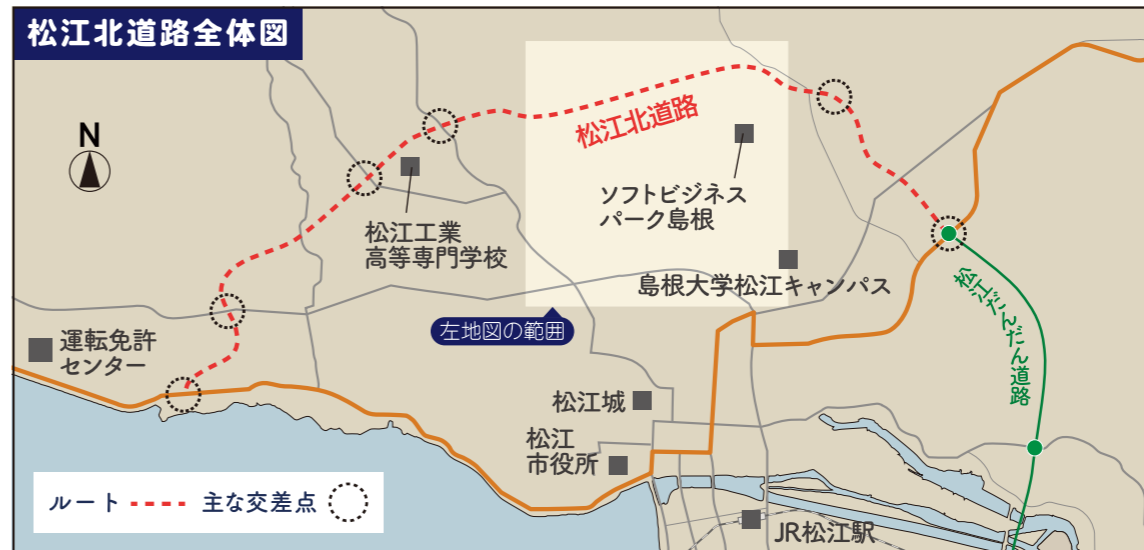 松江北道路全体図
N
松江北道路
ソフトビジネス
パーク島根
松江工業
高等専門学校
島根大学松江キャンパス
松江だんだん道路
左地図の範囲
運転免許
センター
松江城
松江
市役所
ルート
主な交差点
JR松江駅